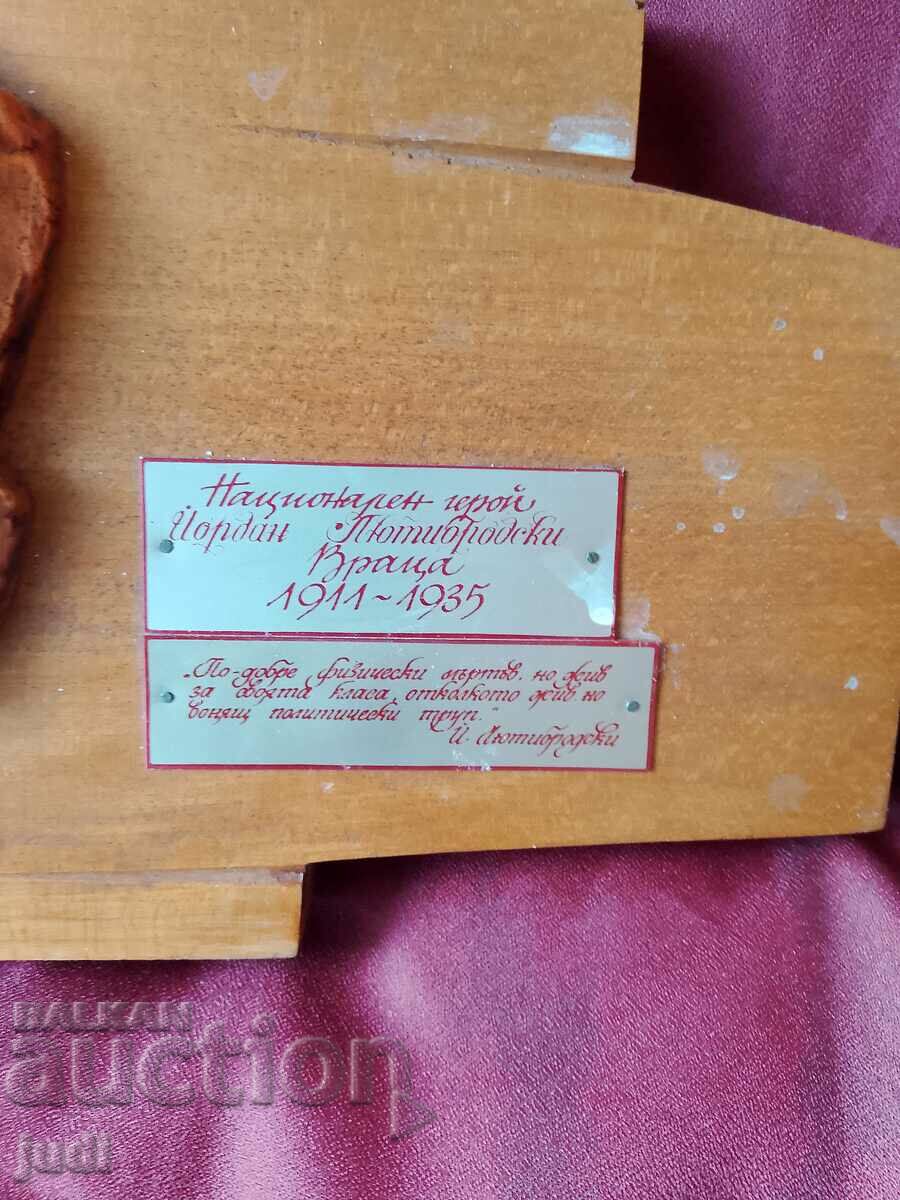 Национален герой
Йордан Лютибродски
Враца
1911~1935
„По-добре физически мъртъв, но жив
за своята класа, отколкото жив, но
вонящ политически труп."
Й. Лютибродски
BALKAN
auction
judi